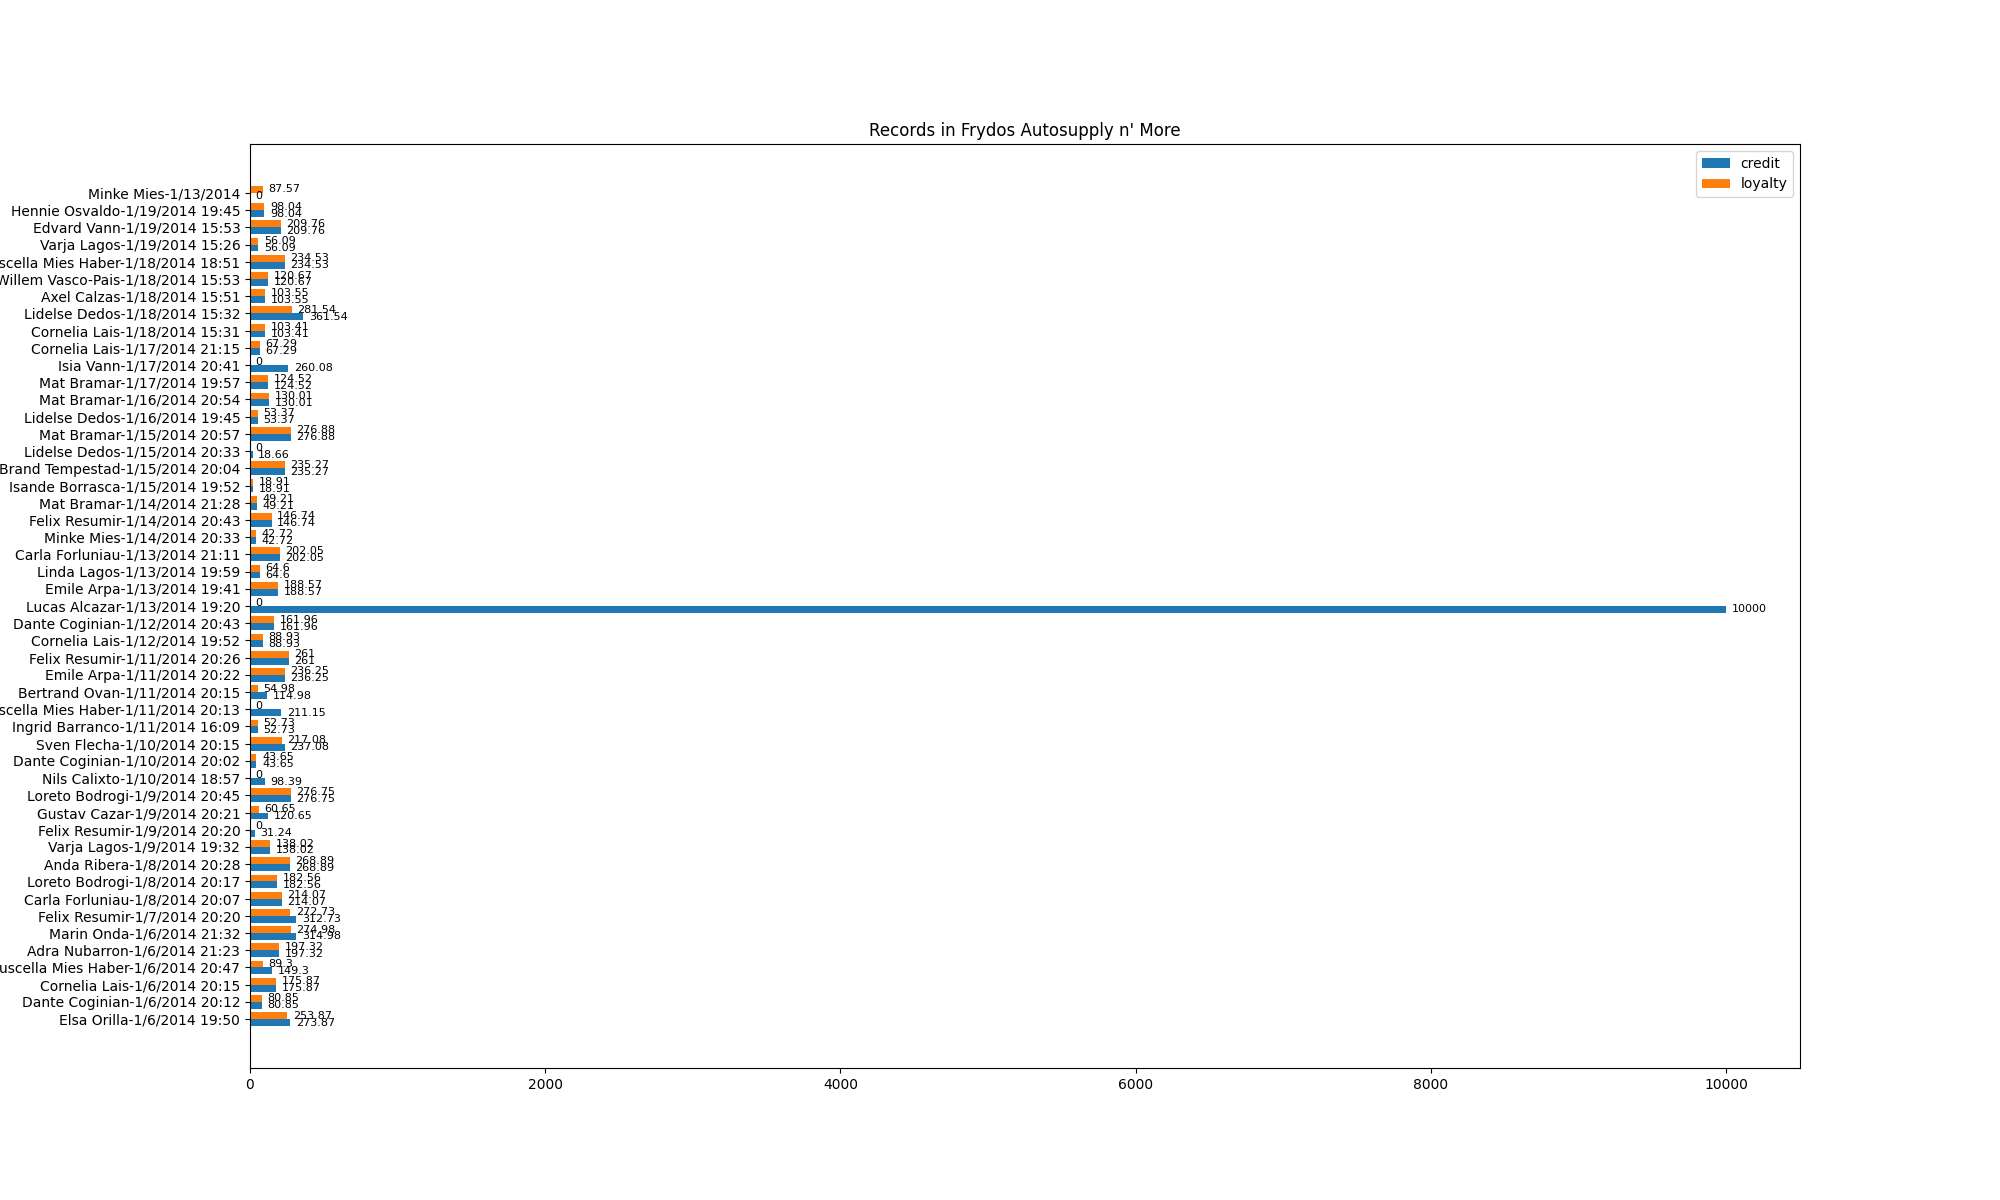 Records in Frydos Autosupply n' More
credit
loyalty
Minke Mies-1/13/2014 87.57 0
Hennie Osvaldo-1/19/2014 19:45 98.04 98.04
Edvard Vann-1/19/2014 15:53 209.76 209.76
Varja Lagos-1/19/2014 15:26 56.09 56.09
scella Mies Haber-1/18/2014 18:51 234.53 234.53
Willem Vasco-Pais-1/18/2014 15:53 120.67 120.67
Axel Calzas-1/18/2014 15:51 103.55 103.55
Lidelse Dedos-1/18/2014 15:32 281.54 361.54
Cornelia Lais-1/18/2014 15:31 103.41 103.41
Cornelia Lais-1/17/2014 21:15 67.29 67.29
Isia Vann-1/17/2014 20:41 0 260.08
Mat Bramar-1/17/2014 19:57 124.52 124.52
Mat Bramar-1/16/2014 20:54 130.01 130.01
Lidelse Dedos-1/16/2014 19:45 53.37 53.37
Mat Bramar-1/15/2014 20:57 276.88 276.88
Lidelse Dedos-1/15/2014 20:33 0 18.66
Brand Tempestad-1/15/2014 20:04 235.27 235.27
Isande Borrasca-1/15/2014 19:52 18.91 18.91
Mat Bramar-1/14/2014 21:28 49.21 49.21
Felix Resumir-1/14/2014 20:43 146.74 146.74
Minke Mies-1/14/2014 20:33 42.72 42.72
Carla Forluniau-1/13/2014 21:11 202.05 202.05
Linda Lagos-1/13/2014 19:59 64.6 64.6
Emile Arpa-1/13/2014 19:41 188.57 188.57
Lucas Alcazar-1/13/2014 19:20 0 10000
Dante Coginian-1/12/2014 20:43 161.96 161.96
Cornelia Lais-1/12/2014 19:52 88.93 88.93
Felix Resumir-1/11/2014 20:26 261 261
Emile Arpa-1/11/2014 20:22 236.25 236.25
Bertrand Ovan-1/11/2014 20:15 54.98 114.98
scella Mies Haber-1/11/2014 20:13 0 211.15
Ingrid Barranco-1/11/2014 16:09 52.73 52.73
Sven Flecha-1/10/2014 20:15 217.08 237.08
Dante Coginian-1/10/2014 20:02 43.65 43.65
Nils Calixto-1/10/2014 18:57 0 98.39
Loreto Bodrogi-1/9/2014 20:45 276.75 276.75
Gustav Cazar-1/9/2014 20:21 60.65 120.65
Felix Resumir-1/9/2014 20:20 0 31.24
Varja Lagos-1/9/2014 19:32 138.02 138.02
Anda Ribera-1/8/2014 20:28 268.89 268.89
Loreto Bodrogi-1/8/2014 20:17 182.56 182.56
Carla Forluniau-1/8/2014 20:07 214.07 214.07
Felix Resumir-1/7/2014 20:20 272.73 312.73
Marin Onda-1/6/2014 21:32 274.98 314.98
Adra Nubarron-1/6/2014 21:23 197.32 197.32
uscella Mies Haber-1/6/2014 20:47 89.3 149.3
Cornelia Lais-1/6/2014 20:15 175.87 175.87
Dante Coginian-1/6/2014 20:12 80.85 80.85
Elsa Orilla-1/6/2014 19:50 253.87 273.87
0 2000 4000 6000 8000 10000